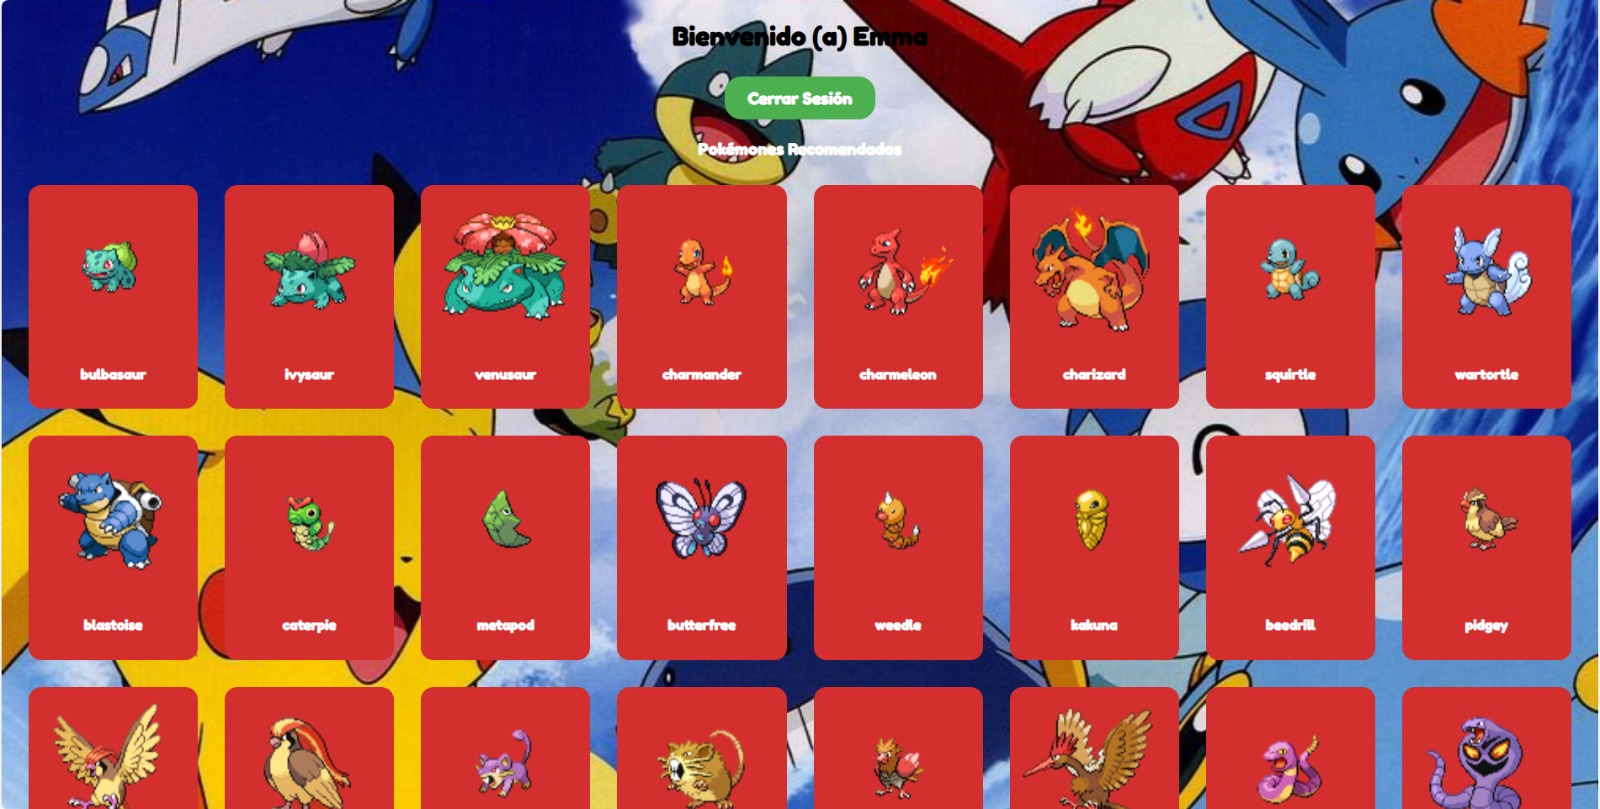 Bienvenido (a) Emma
Cerrar Sesión
Pokémones Recomendados
bulbasaur ivysaur venusaur charmander charmeleon charizard squirtle wartortle
blastoise caterpie metapod butterfree weedle kakuna beedrill pidgey